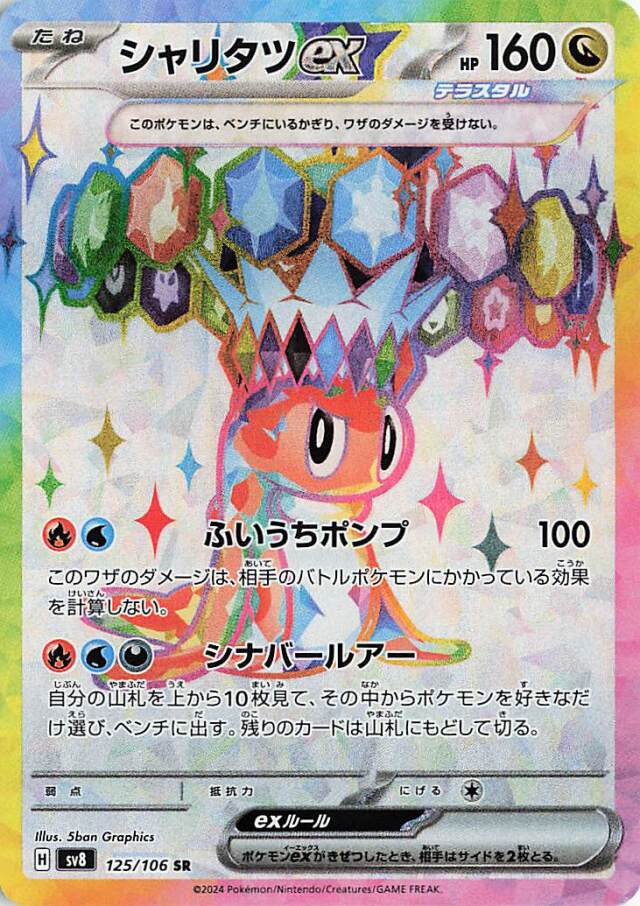 たね
シャリタツex
HP 160
テラスタル
このポケモンは、ベンチにいるかぎり、ワザのダメージを受けない。
ふいうちポンプ 100
このワザのダメージは、相手のバトルポケモンにかかっている効果
を計算しない。
シナバールアー
自分の山札を上から10枚見て、その中からポケモンを好きなだ
け選び、ベンチに出す。残りのカードは山札にもどして切る。
弱点 抵抗力 にげる
exルール
ポケモンexがきぜつしたとき、相手はサイドを2枚とる。
Illus. 5ban Graphics
H sv8 125/106 SR
©2024 Pokémon/Nintendo/Creatures/GAME FREAK.